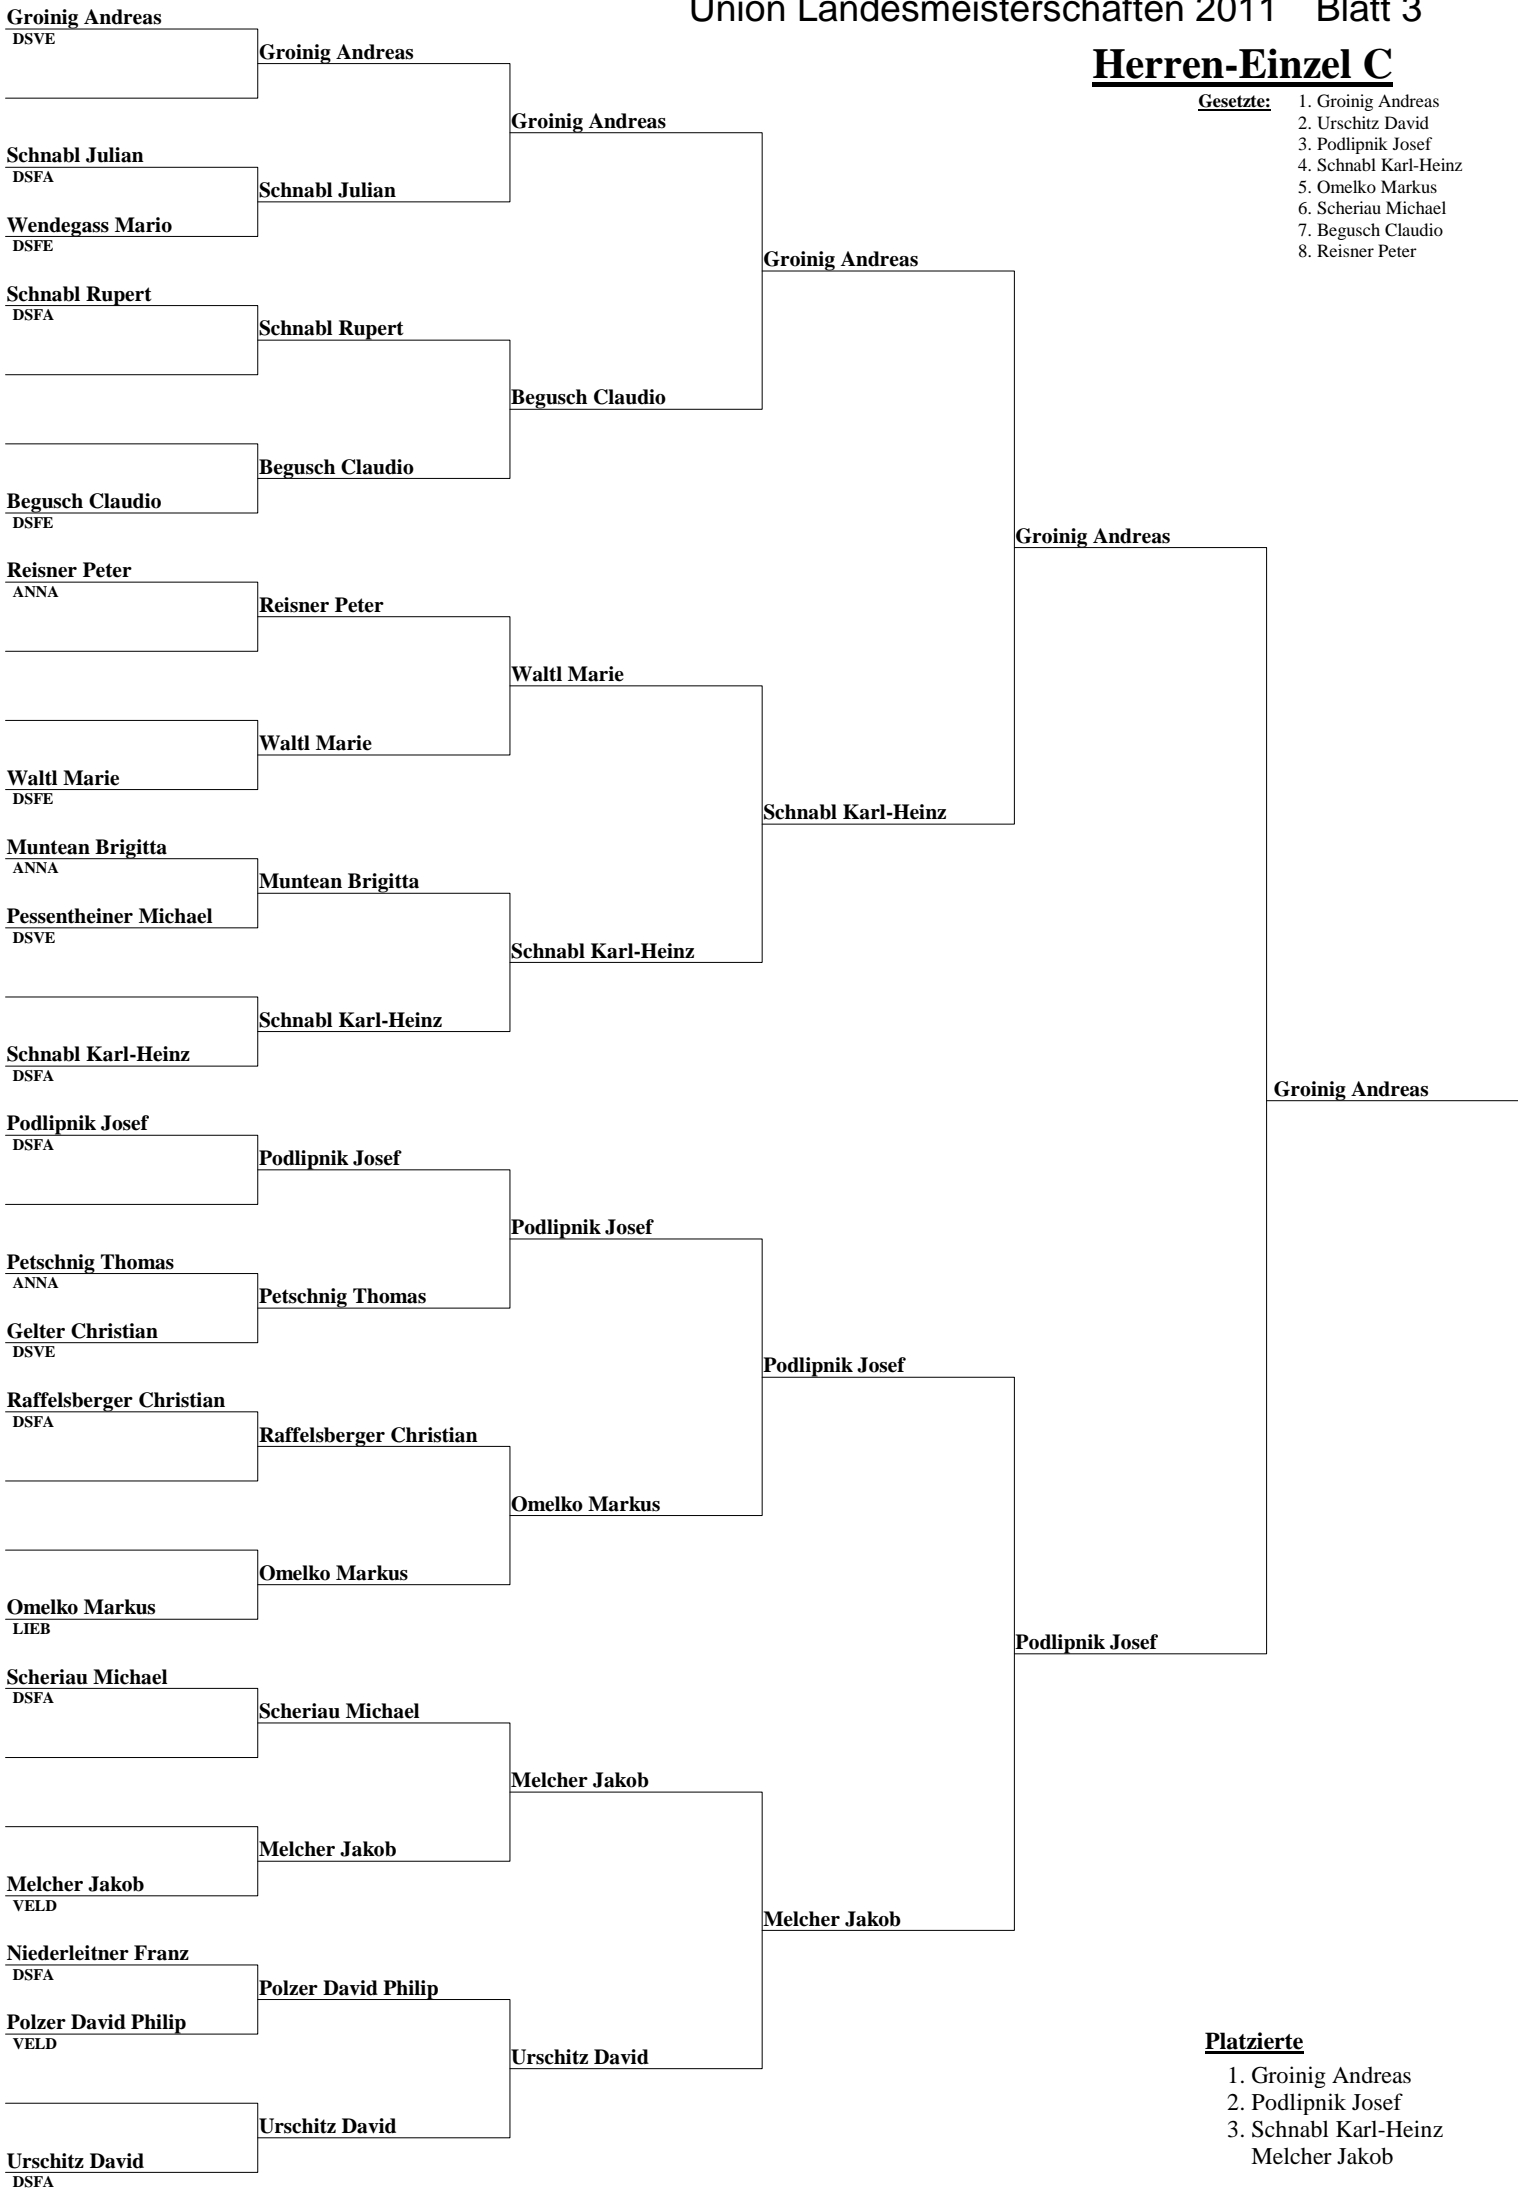 Union Landesmeisterschaften 2011 Blatt 3
Herren-Einzel C
Gesetzte:
1. Groinig Andreas
2. Urschitz David
3. Podlipnik Josef
4. Schnabl Karl-Heinz
5. Omelko Markus
6. Scheriau Michael
7. Begusch Claudio
8. Reisner Peter
Groinig Andreas
DSVE
Schnabl Julian
DSFA
Wendegass Mario
DSFE
Schnabl Rupert
DSFA
Begusch Claudio
DSFE
Reisner Peter
ANNA
Waltl Marie
DSFE
Muntean Brigitta
ANNA
Pessentheiner Michael
DSVE
Schnabl Karl-Heinz
DSFA
Podlipnik Josef
DSFA
Petschnig Thomas
ANNA
Gelter Christian
DSVE
Raffelsberger Christian
DSFA
Omelko Markus
LIEB
Scheriau Michael
DSFA
Melcher Jakob
VELD
Niederleitner Franz
DSFA
Polzer David Philip
VELD
Urschitz David
DSFA
Groinig Andreas
Schnabl Julian
Schnabl Rupert
Begusch Claudio
Reisner Peter
Waltl Marie
Muntean Brigitta
Schnabl Karl-Heinz
Podlipnik Josef
Petschnig Thomas
Raffelsberger Christian
Omelko Markus
Scheriau Michael
Melcher Jakob
Polzer David Philip
Urschitz David
Groinig Andreas
Begusch Claudio
Waltl Marie
Schnabl Karl-Heinz
Podlipnik Josef
Omelko Markus
Melcher Jakob
Urschitz David
Groinig Andreas
Schnabl Karl-Heinz
Podlipnik Josef
Melcher Jakob
Groinig Andreas
Podlipnik Josef
Groinig Andreas
Platzierte
1. Groinig Andreas
2. Podlipnik Josef
3. Schnabl Karl-Heinz
Melcher Jakob